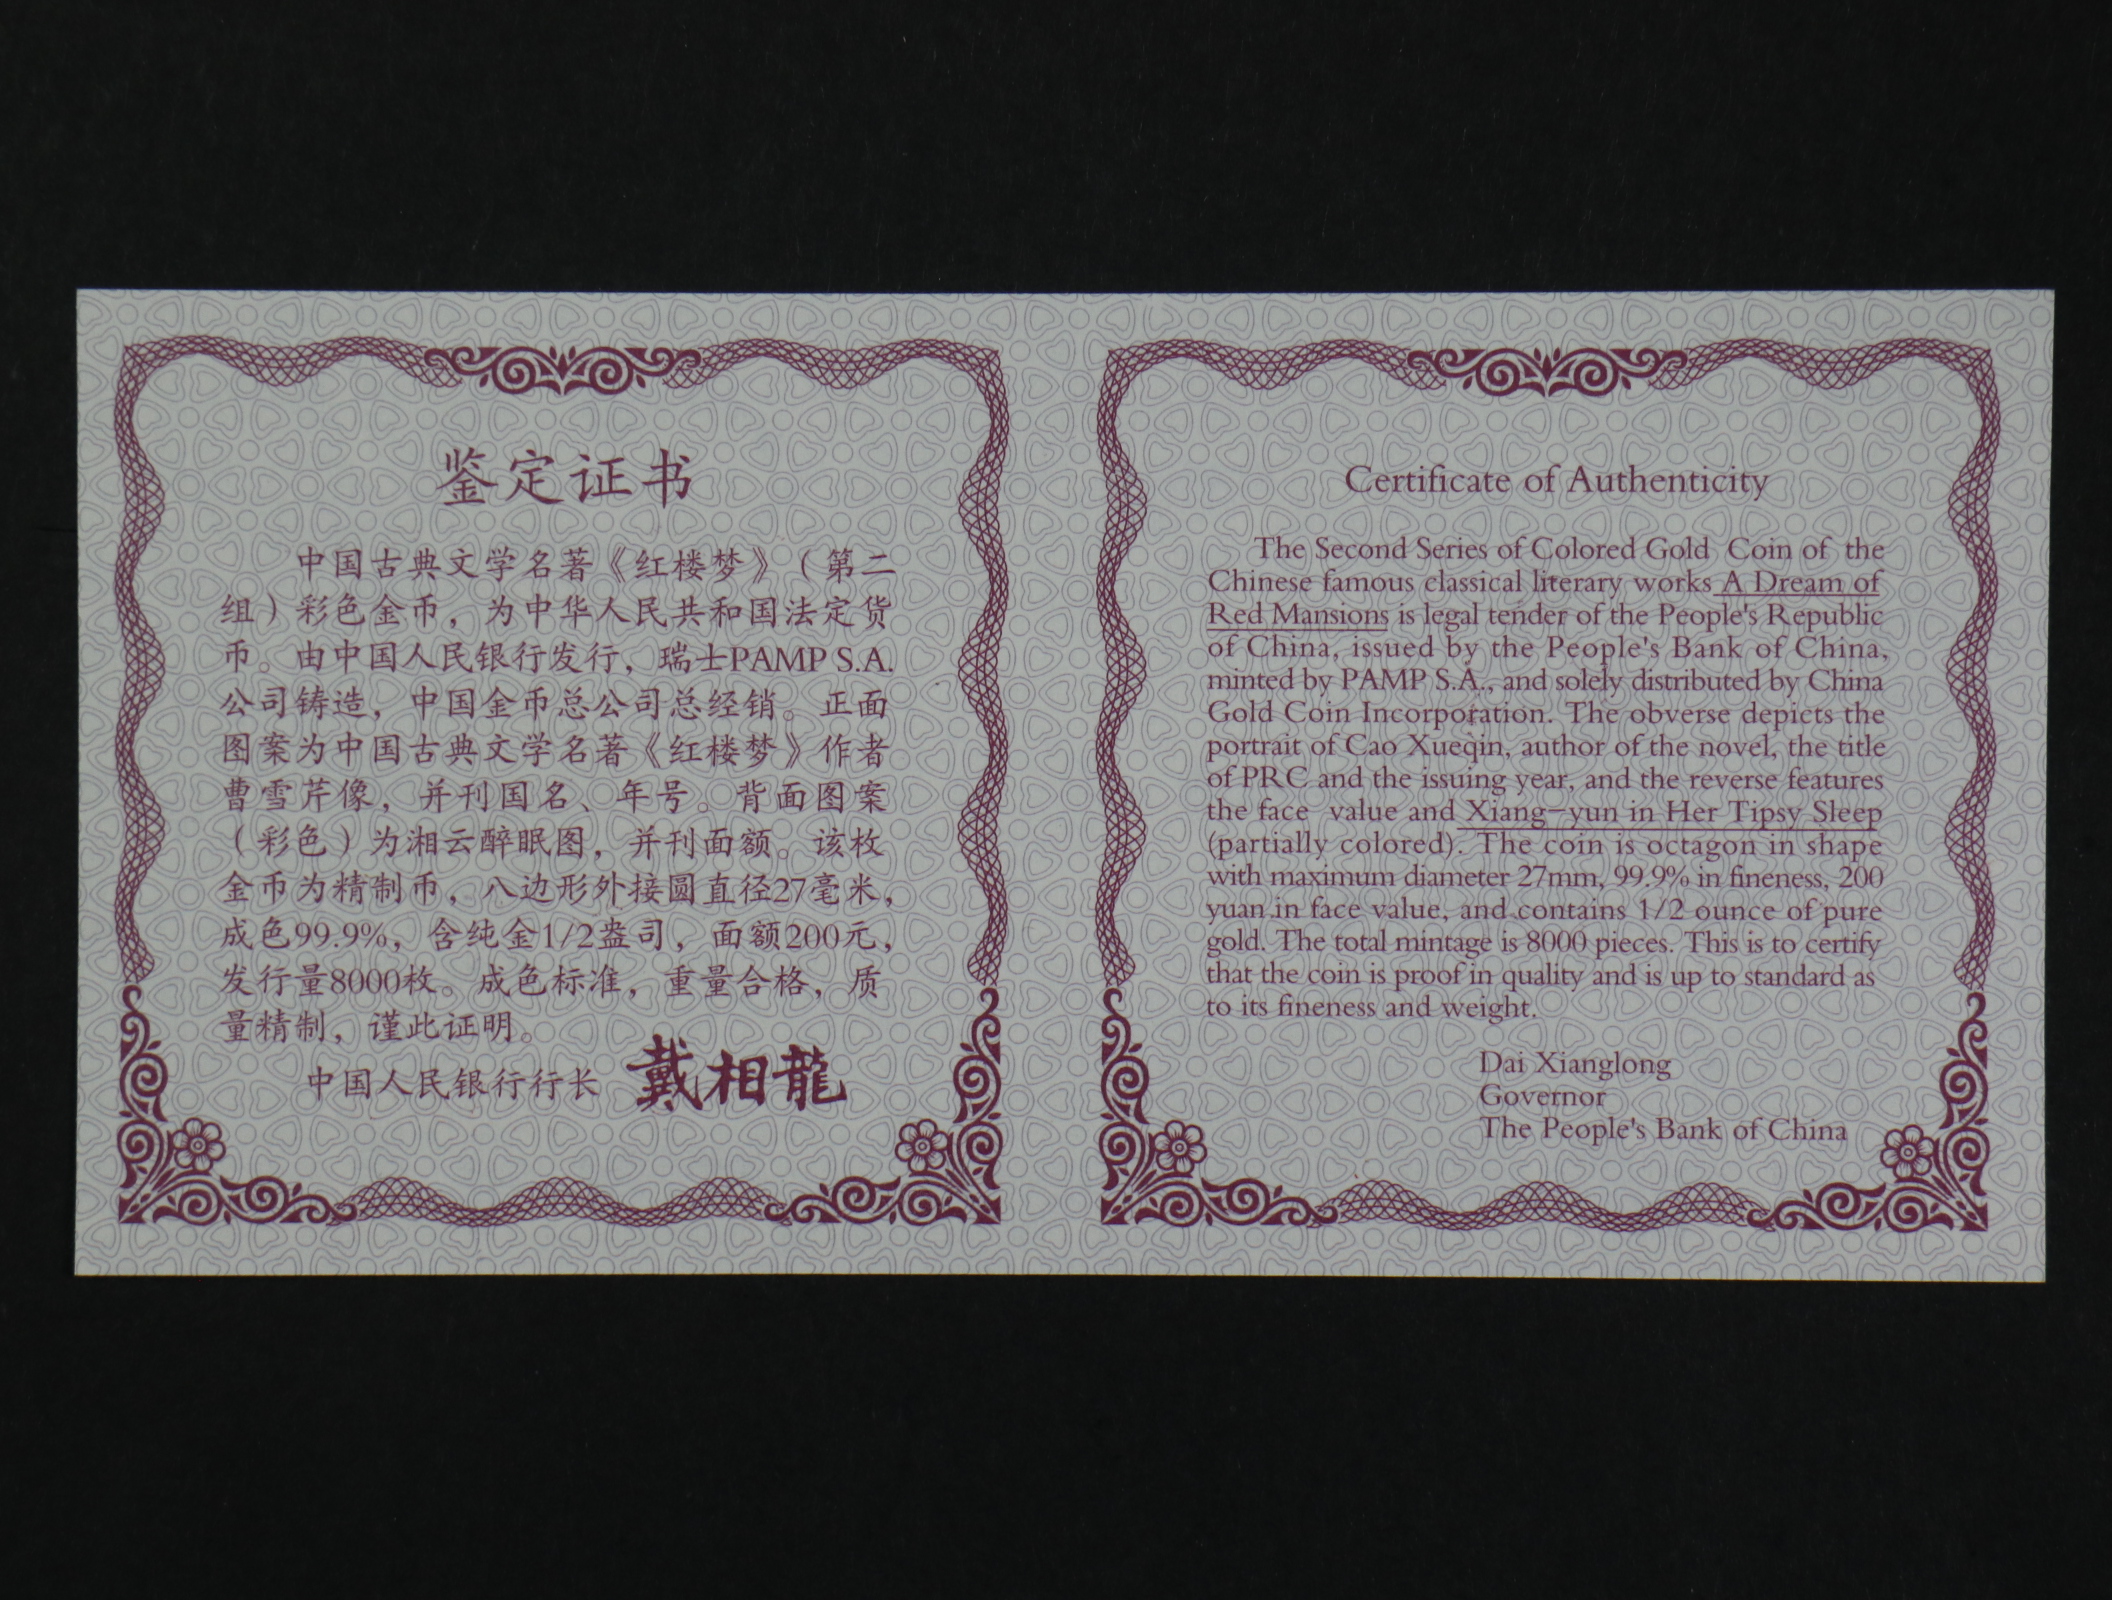 鉴定证书
中国古典文学名著《红楼梦》（第二
组）彩色金币，为中华人民共和国法定货
币。由中国人民银行发行，瑞士PAMP S.A.
公司铸造，中国金币总公司总经销。正面
图案为中国古典文学名著《红楼梦》作者
曹雪芹像，并刊国名、年号。背面图案
（彩色）为湘云醉眠图，并刊面额。该枚
金币为精制币，八边形外接圆直径27毫米，
成色99.9%，含纯金1/2盎司，面额200元，
发行量8000枚。成色标准，重量合格，质
量精制，谨此证明。
中国人民银行行长 戴相龍
Certificate of Authenticity
The Second Series of Colored Gold Coin of the
Chinese famous classical literary works A Dream of
Red Mansions is legal tender of the People's Republic
of China, issued by the People's Bank of China,
minted by PAMP S.A., and solely distributed by China
Gold Coin Incorporation. The obverse depicts the
portrait of Cao Xueqin, author of the novel, the title
of PRC and the issuing year, and the reverse features
the face value and Xiang-yun in Her Tipsy Sleep
(partially colored). The coin is octagon in shape
with maximum diameter 27mm, 99.9% in fineness, 200
yuan in face value, and contains 1/2 ounce of pure
gold. The total mintage is 8000 pieces. This is to certify
that the coin is proof in quality and is up to standard as
to its fineness and weight.
Dai Xianglong
Governor
The People's Bank of China